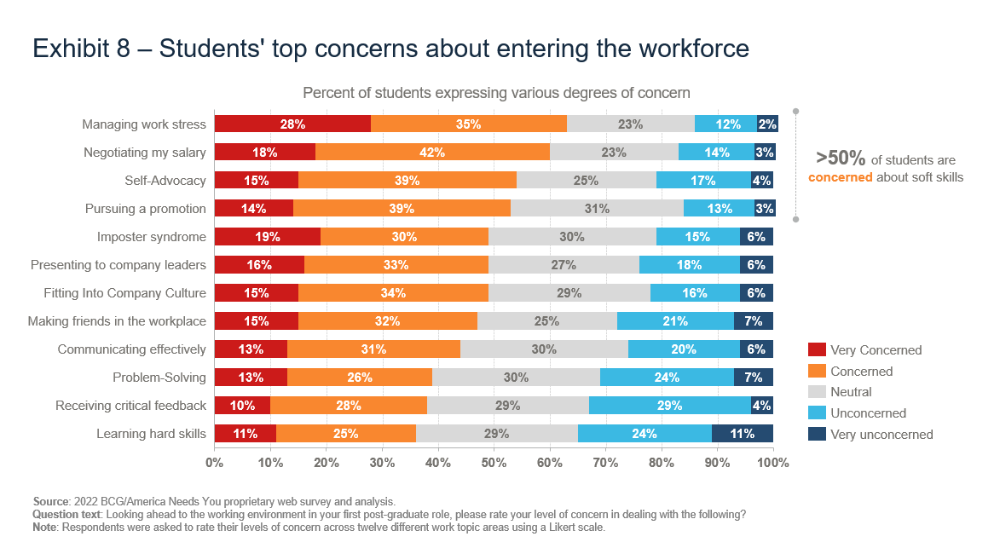 Exhibit 8 – Students' top concerns about entering the workforce
Percent of students expressing various degrees of concern
Managing work stress 28% 35% 23% 12% 2%
Negotiating my salary 18% 42% 23% 14% 3%
Self-Advocacy 15% 39% 25% 17% 4%
Pursuing a promotion 14% 39% 31% 13% 3%
>50% of students are
concerned about soft skills
Imposter syndrome 19% 30% 30% 15% 6%
Presenting to company leaders 16% 33% 27% 18% 6%
Fitting Into Company Culture 15% 34% 29% 16% 6%
Making friends in the workplace 15% 32% 25% 21% 7%
Communicating effectively 13% 31% 30% 20% 6%
Problem-Solving 13% 26% 30% 24% 7%
Receiving critical feedback 10% 28% 29% 29% 4%
Learning hard skills 11% 25% 29% 24% 11%
0% 10% 20% 30% 40% 50% 60% 70% 80% 90% 100%
Very Concerned
Concerned
Neutral
Unconcerned
Very unconcerned
Source: 2022 BCG/America Needs You proprietary web survey and analysis.
Question text: Looking ahead to the working environment in your first post-graduate role, please rate your level of concern in dealing with the following?
Note: Respondents were asked to rate their levels of concern across twelve different work topic areas using a Likert scale.